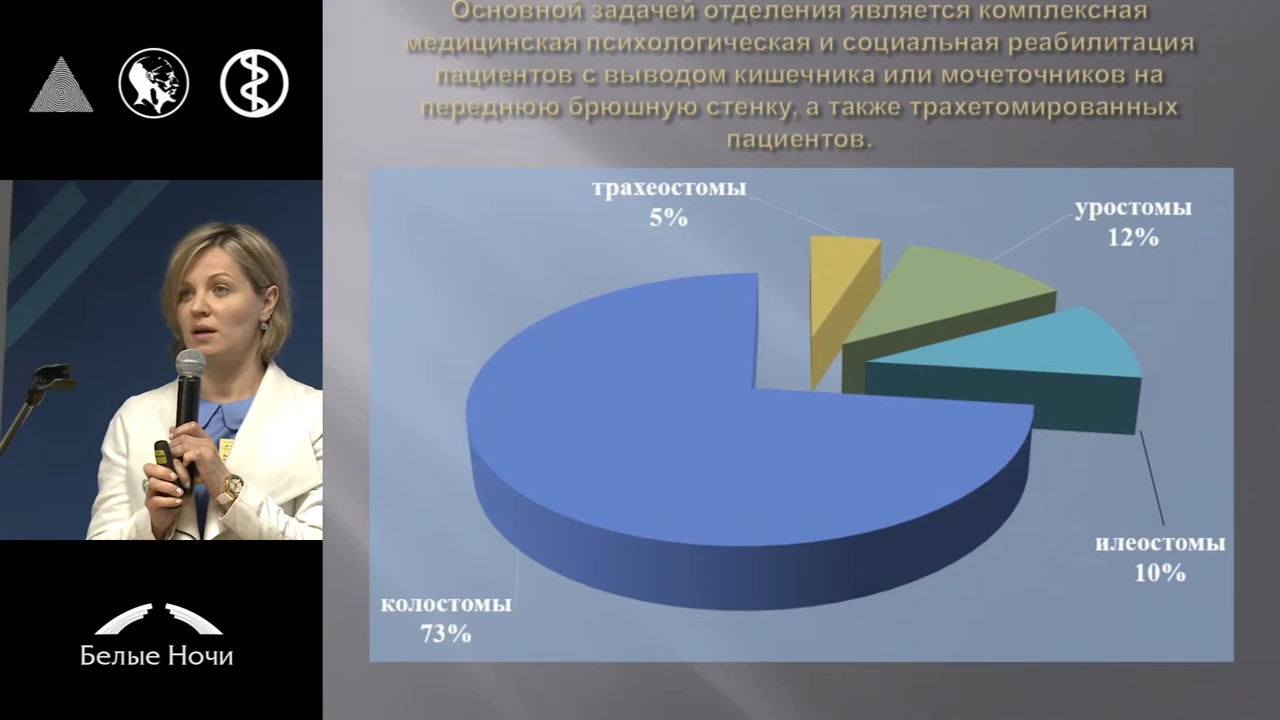 Основной задачей отделения является комплексная
медицинская психологическая и социальная реабилитация
пациентов с выводом кишечника или мочеточников на
переднюю брюшную стенку, а также трахетомированных
пациентов.
трахеостомы
5%
уростомы
12%
илеостомы
10%
колостомы
73%
Белые Ночи